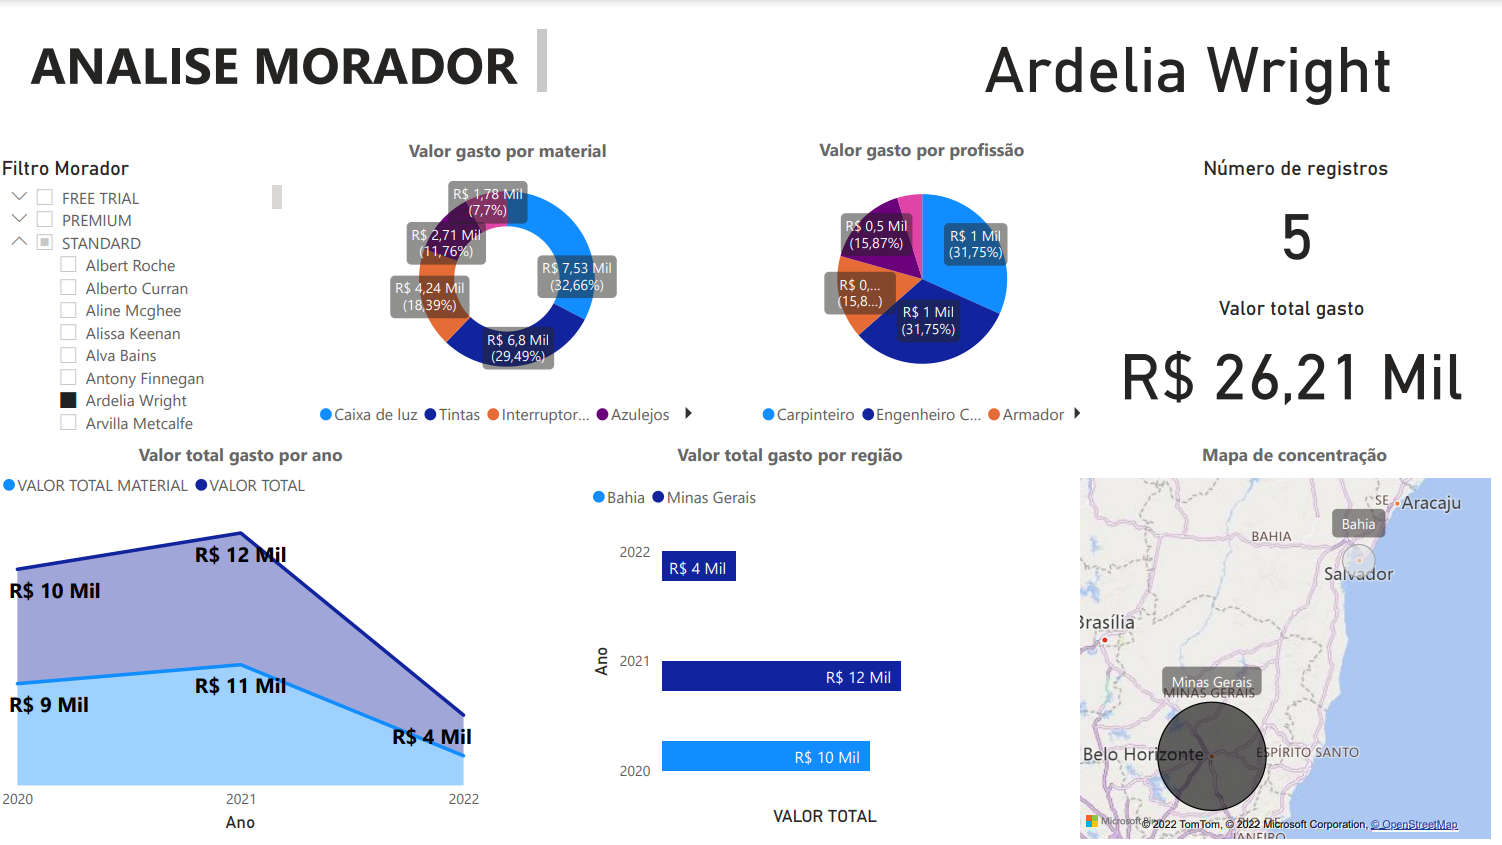 ANALISE MORADOR
Ardelia Wright
Filtro Morador
FREE TRIAL
PREMIUM
STANDARD
Albert Roche
Alberto Curran
Aline Mcghee
Alissa Keenan
Alva Bains
Antony Finnegan
Ardelia Wright
Arvilla Metcalfe
Valor gasto por material
R$ 1,78 Mil
(7,7%)
R$ 2,71 Mil
(11,76%)
R$ 7,53 Mil
(32,66%)
R$ 4,24 Mil
(18,39%)
R$ 6,8 Mil
(29,49%)
Caixa de luz Tintas Interruptor... Azulejos
Valor gasto por profissão
R$ 0,5 Mil
(15,87%)
R$ 1 Mil
(31,75%)
R$ 0,...
(15,8...)
R$ 1 Mil
(31,75%)
Carpinteiro Engenheiro C... Armador
Número de registros
5
Valor total gasto
R$ 26,21 Mil
Valor total gasto por ano
VALOR TOTAL MATERIAL VALOR TOTAL
R$ 12 Mil
R$ 10 Mil
R$ 11 Mil
R$ 9 Mil
R$ 4 Mil
2020 2021 2022
Ano
Valor total gasto por região
Bahia Minas Gerais
2022
R$ 4 Mil
Ano
2021
R$ 12 Mil
2020
R$ 10 Mil
VALOR TOTAL
Mapa de concentração
SE Aracaju
Bahia
BAHIA
Salvador
Brasília
Minas Gerais
MINAS GERAIS
Belo Horizonte
ESPÍRITO SANTO
RIO DE
JANEIRO
Microsoft Bing
© 2022 TomTom, © 2022 Microsoft Corporation, © OpenStreetMap